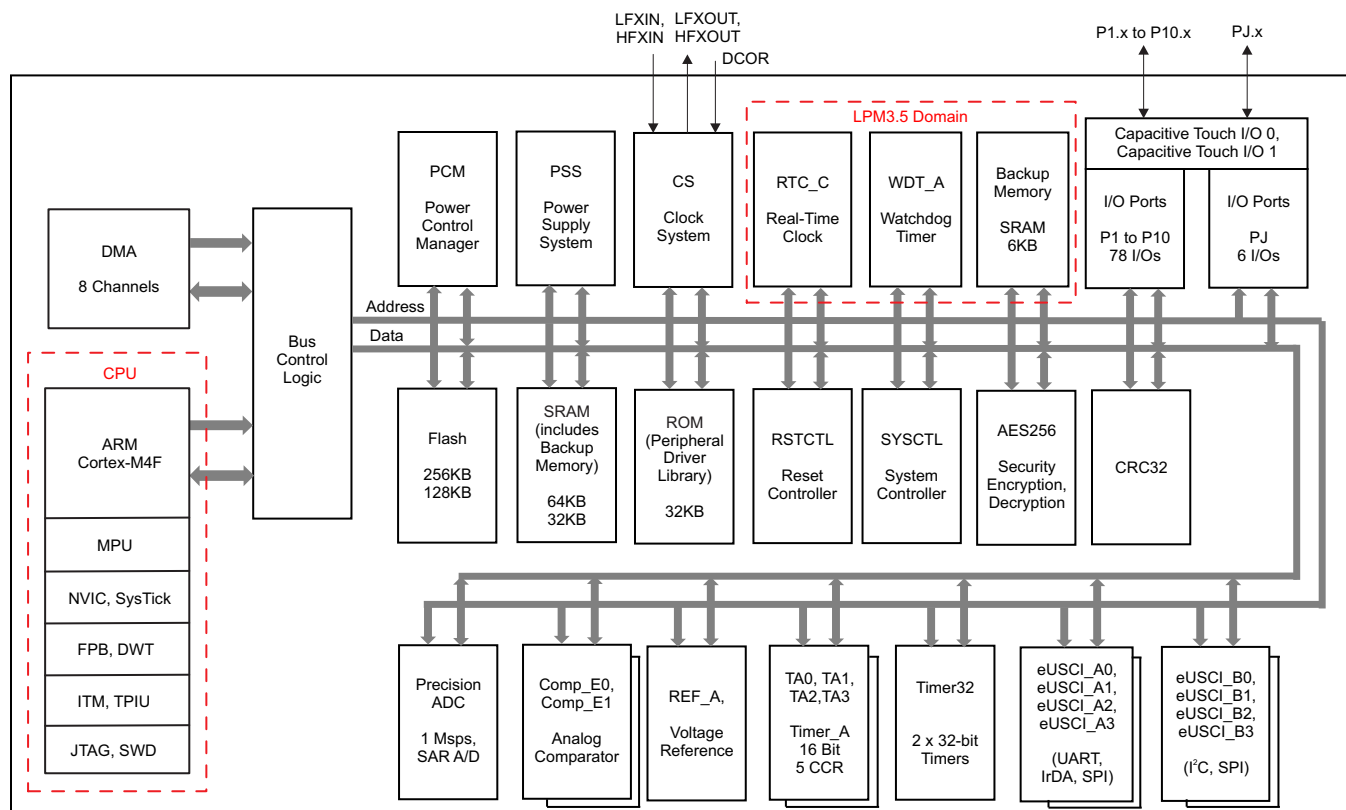 LFXIN,
HFXIN
LFXOUT,
HFXOUT
DCOR
P1.x to P10.x
PJ.x
LPM3.5 Domain
Capacitive Touch I/O 0,
Capacitive Touch I/O 1
PCM
Power
Control
Manager
PSS
Power
Supply
System
CS
Clock
System
RTC_C
Real-Time
Clock
WDT_A
Watchdog
Timer
Backup
Memory
SRAM
6KB
I/O Ports
P1 to P10
78 I/Os
I/O Ports
PJ
6 I/Os
DMA
8 Channels
Bus
Control
Logic
Address
Data
CPU
ARM
Cortex-M4F
MPU
NVIC, SysTick
FPB, DWT
ITM, TPIU
JTAG, SWD
Flash
256KB
128KB
SRAM
(includes
Backup
Memory)
64KB
32KB
ROM
(Peripheral
Driver
Library)
32KB
RSTCTL
Reset
Controller
SYSCTL
System
Controller
AES256
Security
Encryption,
Decryption
CRC32
Precision
ADC
1 Msps,
SAR A/D
Comp_E0,
Comp_E1
Analog
Comparator
REF_A,
Voltage
Reference
TA0, TA1,
TA2,TA3
Timer_A
16 Bit
5 CCR
Timer32
2 x 32-bit
Timers
eUSCI_A0,
eUSCI_A1,
eUSCI_A2,
eUSCI_A3
(UART,
IrDA, SPI)
eUSCI_B0,
eUSCI_B1,
eUSCI_B2,
eUSCI_B3
(I²C, SPI)